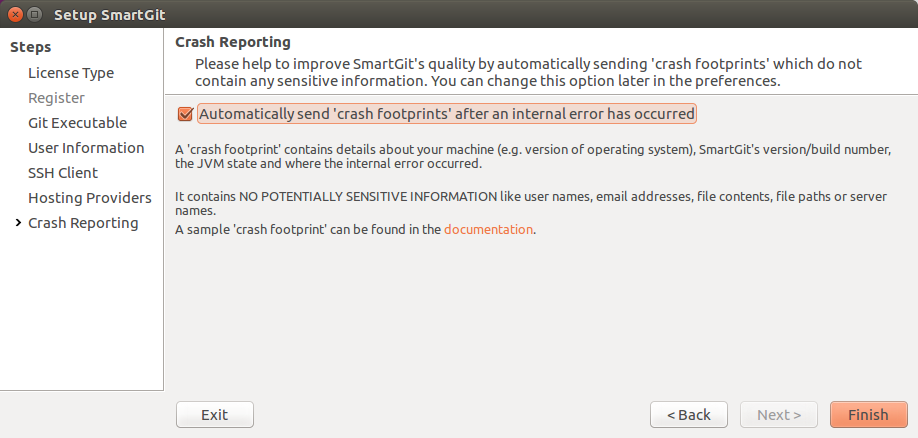 Setup SmartGit
Steps
License Type
Register
Git Executable
User Information
SSH Client
Hosting Providers
Crash Reporting
Crash Reporting
Please help to improve SmartGit's quality by automatically sending 'crash footprints' which do not
contain any sensitive information. You can change this option later in the preferences.
Automatically send 'crash footprints' after an internal error has occurred
A 'crash footprint' contains details about your machine (e.g. version of operating system), SmartGit's version/build number,
the JVM state and where the internal error occurred.
It contains NO POTENTIALLY SENSITIVE INFORMATION like user names, email addresses, file contents, file paths or server
names.
A sample 'crash footprint' can be found in the documentation.
Exit
< Back
Next >
Finish